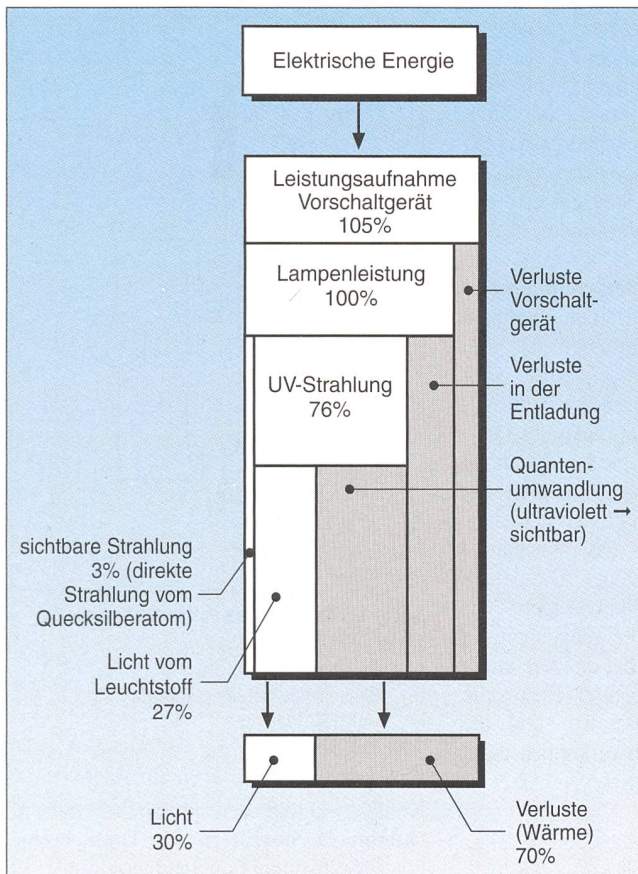 Elektrische Energie
Leistungsaufnahme
Vorschaltgerät
105%
Lampenleistung
100%
Verluste
Vorschalt-
gerät
UV-Strahlung
76%
Verluste
in der
Entladung
Quanten-
umwandlung
(ultraviolett →
sichtbar)
sichtbare Strahlung
3% (direkte
Strahlung vom
Quecksilberatom)
Licht vom
Leuchtstoff
27%
Licht
30%
Verluste
(Wärme)
70%